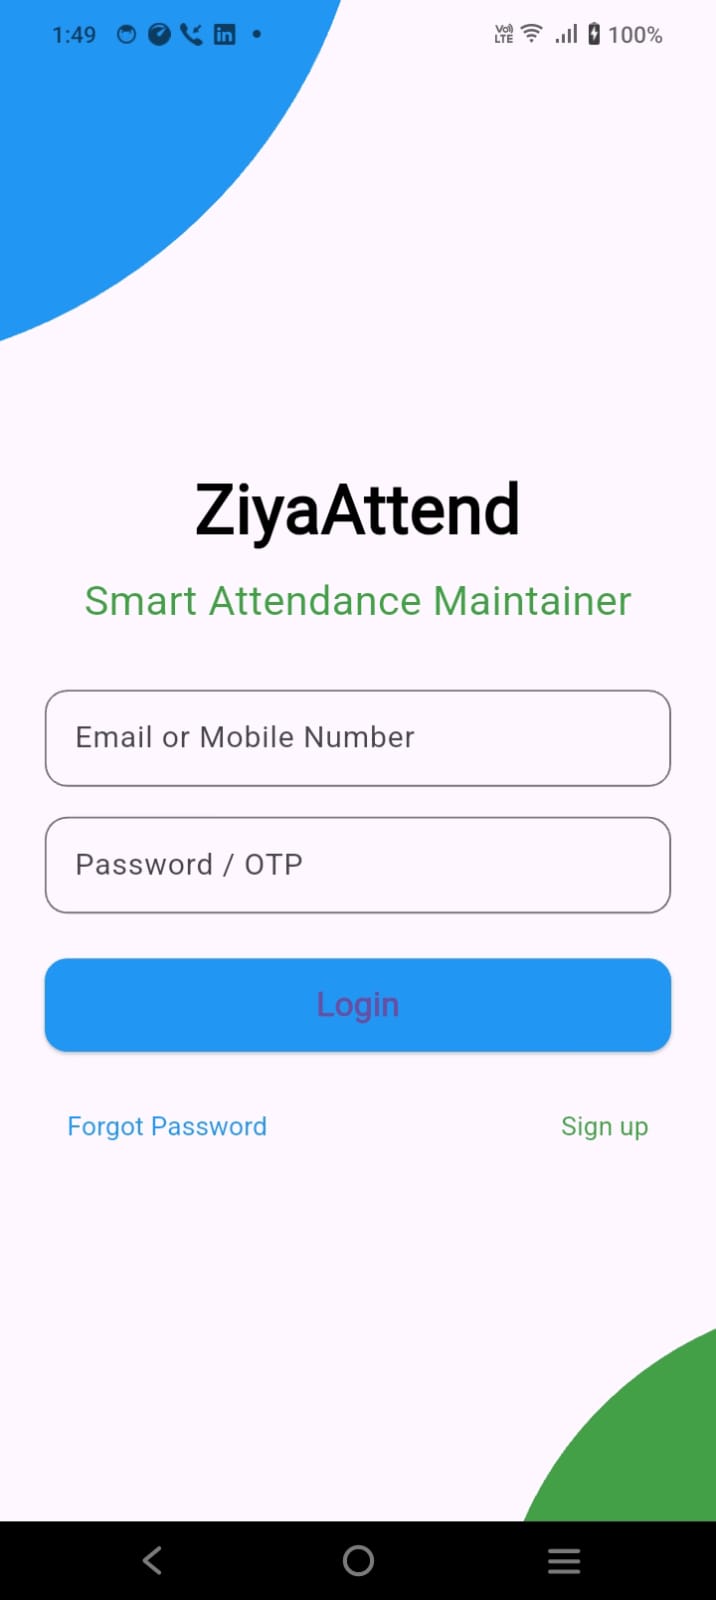 1:49 Vo) LTE 100%
ZiyaAttend
Smart Attendance Maintainer
Email or Mobile Number
Password / OTP
Login
Forgot Password Sign up